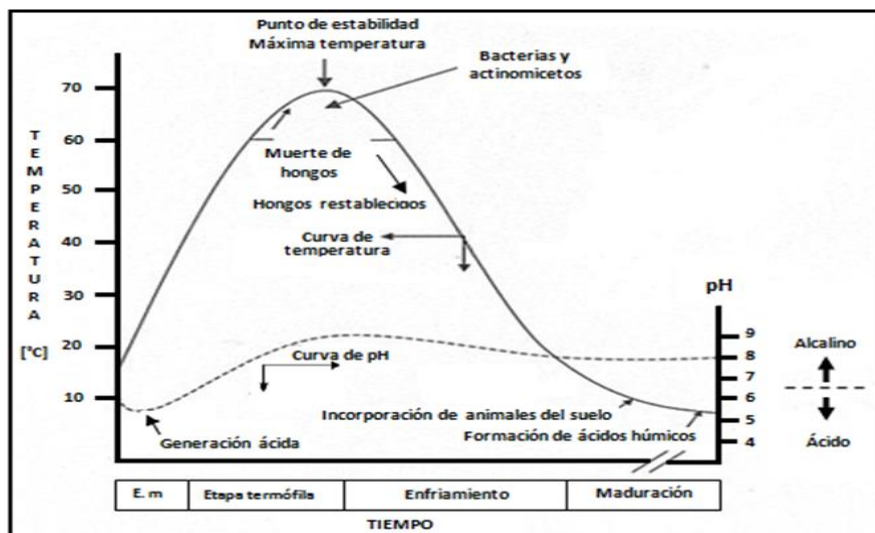 Punto de estabilidad
Máxima temperatura
Bacterias y
actinomicetos
TEMPERATURA
[°C]
70
60
50
40
30
20
10
Muerte de
hongos
Hongos restablecidos
Curva de
temperatura
pH
9
8
7
6
5
4
Alcalino
Ácido
Curva de pH
Incorporación de animales del suelo
Generación ácida
Formación de ácidos húmicos
E. m
Etapa termófila
Enfriamiento
Maduración
TIEMPO